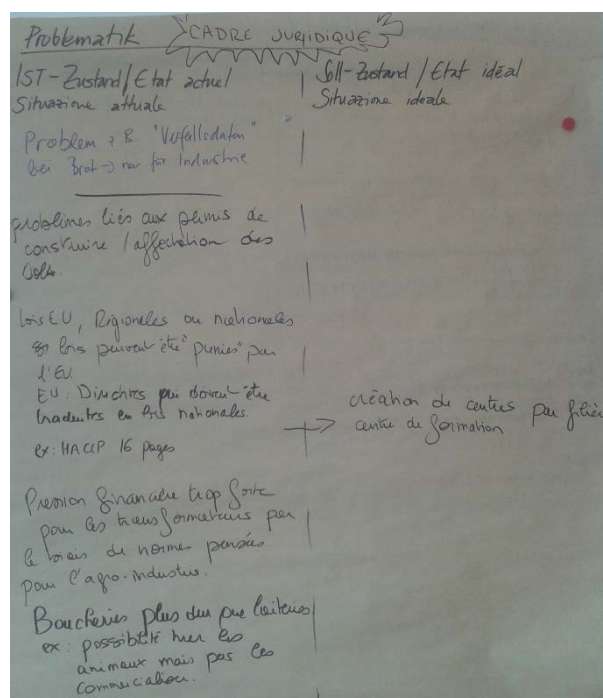 Problematik CADRE JURIDIQUE
IST-Zustand/Etat actuel
Situazione attuale
Soll-Zustand / Etat idéal
Situazione ideale
Problem z.B. "Verfallsdaten"
bei Brot → nur für Industrie
problèmes liés aux permis de
construire / affectation des
sols.
lois EU, Régionales ou nationales
lois peuvent être "punies" par
l'EU.
EU: Directives qui doivent être
traduites en lois nationales.
ex: HACCP 16 pages
création de centres par filière
centre de formation
Pression financière trop forte
pour les transformateurs par
le biais de normes pensées
pour l'agro-industrie.
Boucheries plus dur que laiteries
ex: possibilité tuer les
animaux mais pas les
commercialiser.